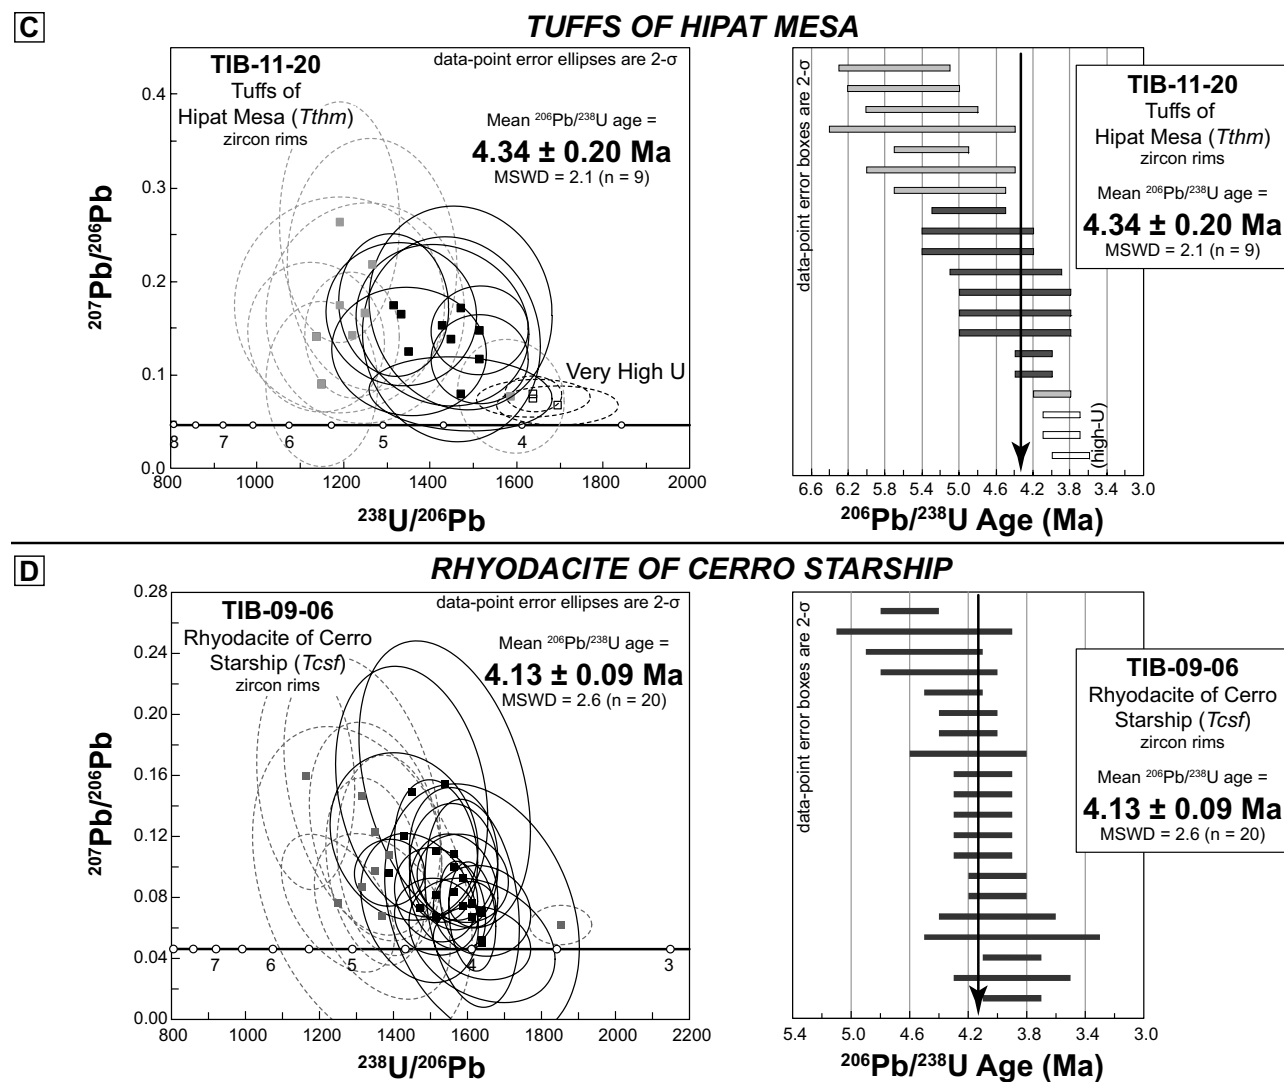 C
TUFFS OF HIPAT MESA
TIB-11-20
Tuffs of
Hipat Mesa (Tthm)
zircon rims
data-point error ellipses are 2-σ
Mean ²⁰⁶Pb/²³⁸U age =
4.34 ± 0.20 Ma
MSWD = 2.1 (n = 9)
Very High U
0.4
0.3
0.2
0.1
0.0
²⁰⁷Pb/²⁰⁶Pb
8 7 6 5 4
800 1000 1200 1400 1600 1800 2000
²³⁸U/²⁰⁶Pb
data-point error boxes are 2-σ
TIB-11-20
Tuffs of
Hipat Mesa (Tthm)
zircon rims
Mean ²⁰⁶Pb/²³⁸U age =
4.34 ± 0.20 Ma
MSWD = 2.1 (n = 9)
(high-U)
6.6 6.2 5.8 5.4 5.0 4.6 4.2 3.8 3.4 3.0
²⁰⁶Pb/²³⁸U Age (Ma)
D
RHYODACITE OF CERRO STARSHIP
TIB-09-06
Rhyodacite of Cerro
Starship (Tcsf)
zircon rims
data-point error ellipses are 2-σ
Mean ²⁰⁶Pb/²³⁸U age =
4.13 ± 0.09 Ma
MSWD = 2.6 (n = 20)
0.28
0.24
0.20
0.16
0.12
0.08
0.04
0.00
²⁰⁷Pb/²⁰⁶Pb
7 6 5 4 3
800 1000 1200 1400 1600 1800 2000 2200
²³⁸U/²⁰⁶Pb
data-point error boxes are 2-σ
TIB-09-06
Rhyodacite of Cerro
Starship (Tcsf)
zircon rims
Mean ²⁰⁶Pb/²³⁸U age =
4.13 ± 0.09 Ma
MSWD = 2.6 (n = 20)
5.4 5.0 4.6 4.2 3.8 3.4 3.0
²⁰⁶Pb/²³⁸U Age (Ma)